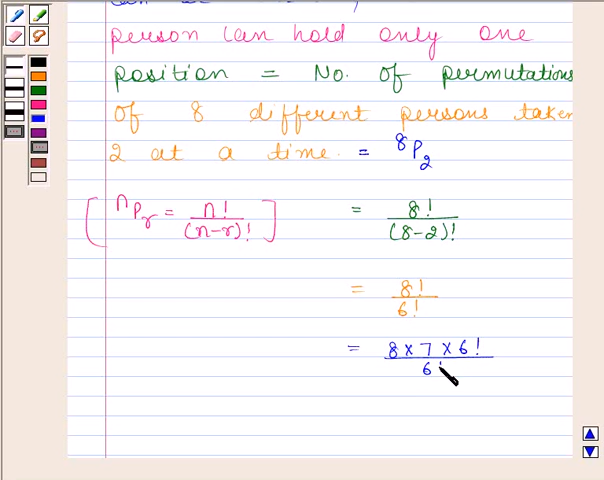 person can hold only one
position = No. of permutations
of 8 different persons taken
2 at a time. = ⁸P₂
[ ⁿPᵣ = n!/(n-r)! ] = 8!/(8-2)!
= 8!/6!
= 8×7×6!/6!